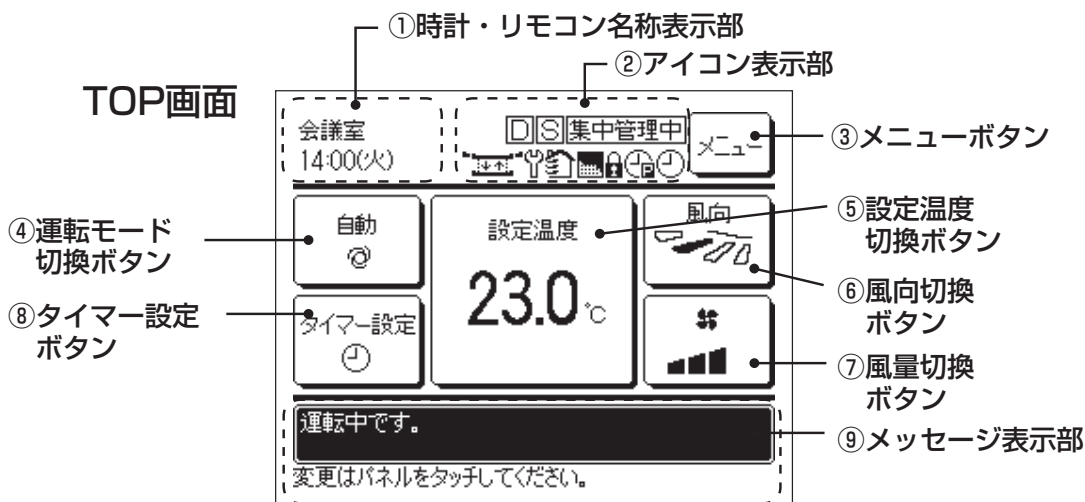 ①時計・リモコン名称表示部
②アイコン表示部
TOP画面
会議室
14:00(火)
D S 集中管理中
メニュー
③メニューボタン
④運転モード
切換ボタン
自動
設定温度
23.0℃
風向
⑤設定温度
切換ボタン
⑥風向切換
ボタン
⑧タイマー設定
ボタン
タイマー設定
⑦風量切換
ボタン
運転中です。
⑨メッセージ表示部
変更はパネルをタッチしてください。